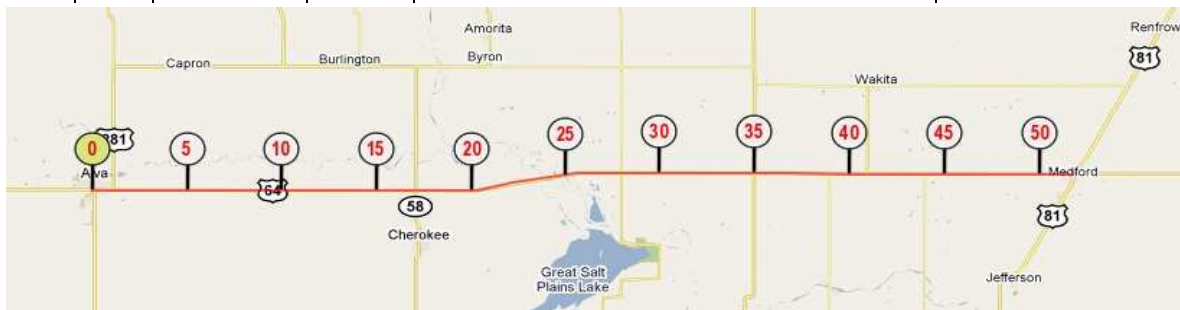 Amorita
Renfrow
Capron
Burlington
Byron
81
Wakita
281
0
5
10
15
20
25
30
35
40
45
50
Alva
64
58
Medford
81
Cherokee
Great Salt
Plains Lake
Jefferson